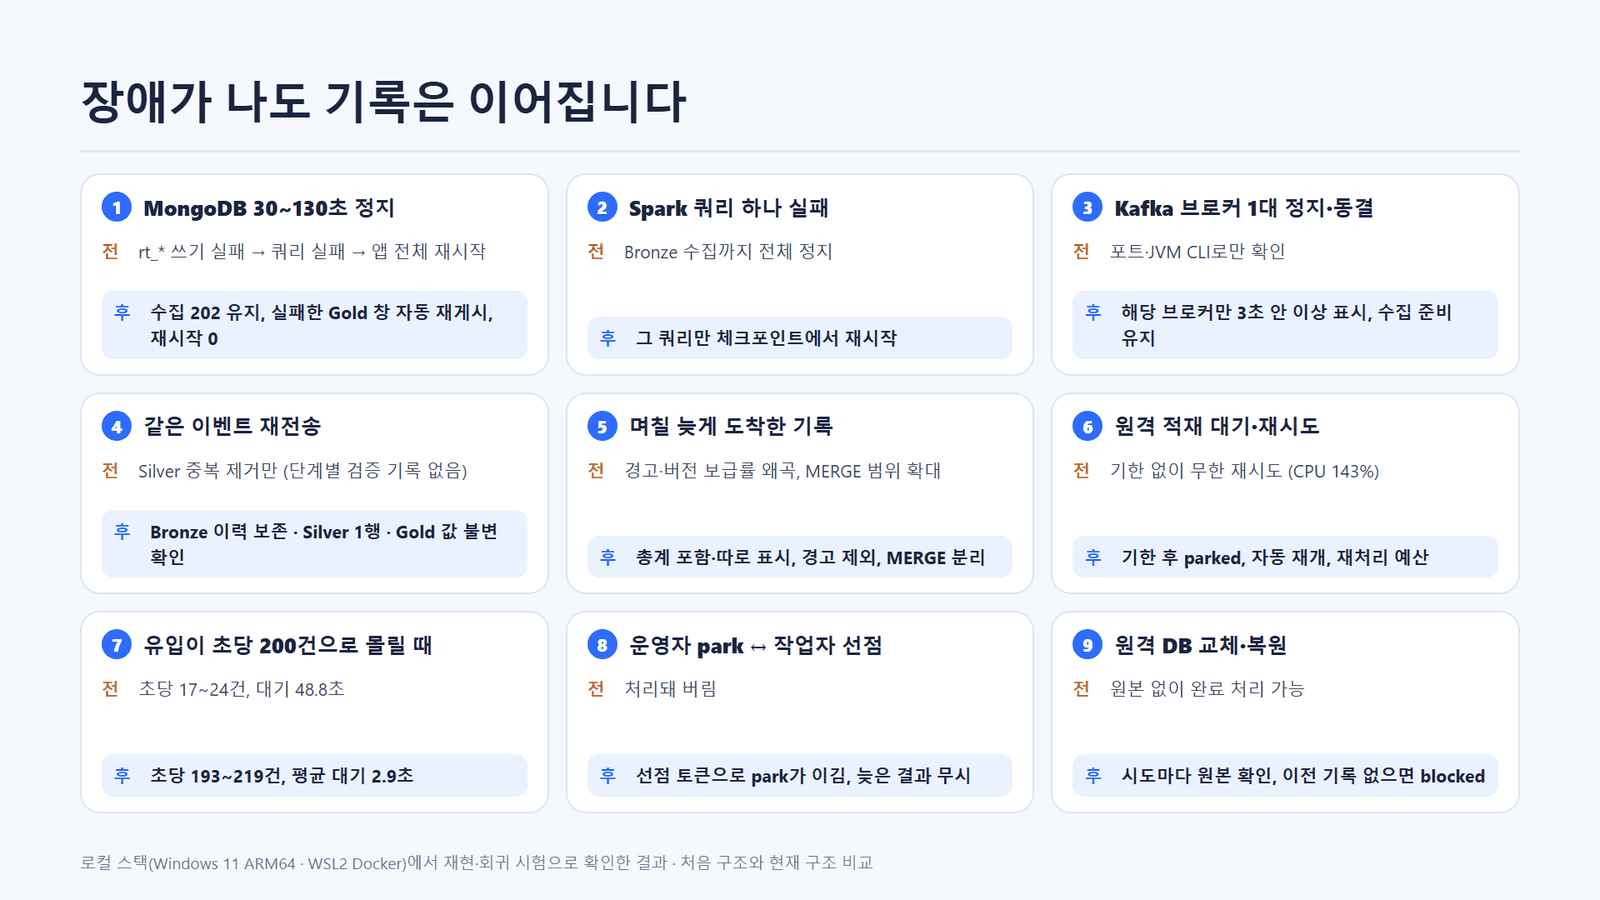 장애가 나도 기록은 이어집니다
1 MongoDB 30~130초 정지
전 rt_* 쓰기 실패 → 쿼리 실패 → 앱 전체 재시작
후 수집 202 유지, 실패한 Gold 창 자동 재게시,
재시작 0
2 Spark 쿼리 하나 실패
전 Bronze 수집까지 전체 정지
후 그 쿼리만 체크포인트에서 재시작
3 Kafka 브로커 1대 정지·동결
전 포트·JVM CLI로만 확인
후 해당 브로커만 3초 안 이상 표시, 수집 준비
유지
4 같은 이벤트 재전송
전 Silver 중복 제거만 (단계별 검증 기록 없음)
후 Bronze 이력 보존 · Silver 1행 · Gold 값 불변
확인
5 며칠 늦게 도착한 기록
전 경고·버전 보급률 왜곡, MERGE 범위 확대
후 총계 포함·따로 표시, 경고 제외, MERGE 분리
6 원격 적재 대기·재시도
전 기한 없이 무한 재시도 (CPU 143%)
후 기한 후 parked, 자동 재개, 재처리 예산
7 유입이 초당 200건으로 몰릴 때
전 초당 17~24건, 대기 48.8초
후 초당 193~219건, 평균 대기 2.9초
8 운영자 park ↔ 작업자 선점
전 처리돼 버림
후 선점 토큰으로 park가 이김, 늦은 결과 무시
9 원격 DB 교체·복원
전 원본 없이 완료 처리 가능
후 시도마다 원본 확인, 이전 기록 없으면 blocked
로컬 스택(Windows 11 ARM64 · WSL2 Docker)에서 재현·회귀 시험으로 확인한 결과 · 처음 구조와 현재 구조 비교